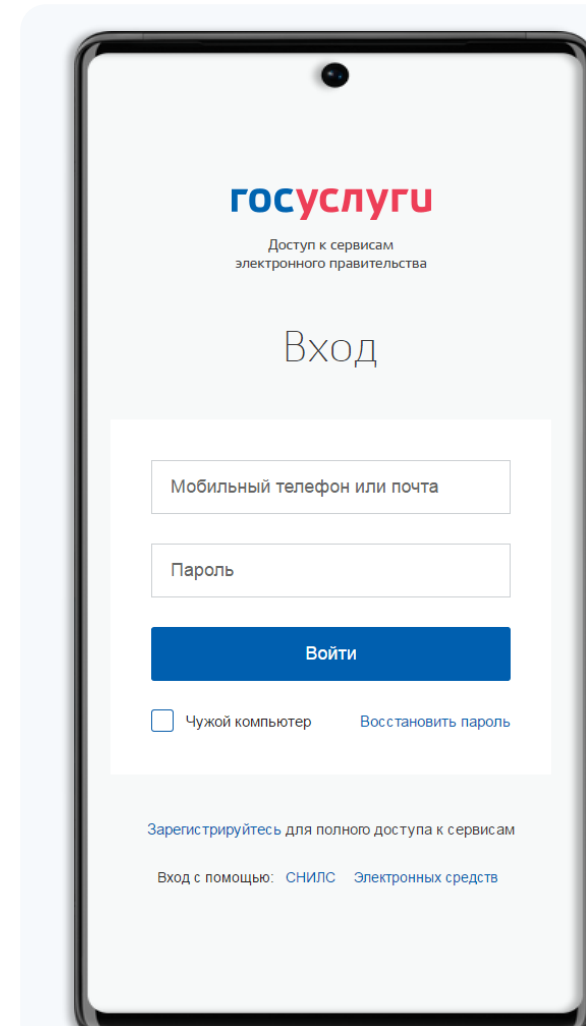 госуслуги
Доступ к сервисам
электронного правительства
Вход
Мобильный телефон или почта
Пароль
Войти
Чужой компьютер Восстановить пароль
Зарегистрируйтесь для полного доступа к сервисам
Вход с помощью: СНИЛС Электронных средств